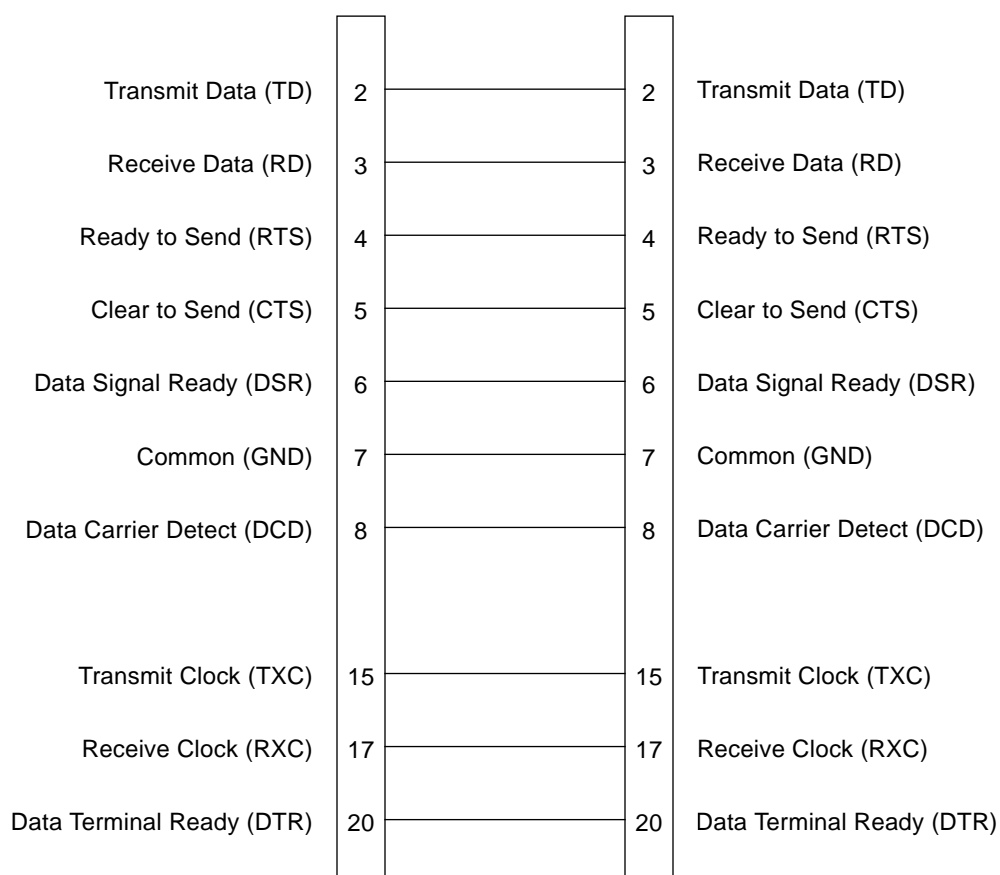 Transmit Data (TD) 2 2 Transmit Data (TD)
Receive Data (RD) 3 3 Receive Data (RD)
Ready to Send (RTS) 4 4 Ready to Send (RTS)
Clear to Send (CTS) 5 5 Clear to Send (CTS)
Data Signal Ready (DSR) 6 6 Data Signal Ready (DSR)
Common (GND) 7 7 Common (GND)
Data Carrier Detect (DCD) 8 8 Data Carrier Detect (DCD)
Transmit Clock (TXC) 15 15 Transmit Clock (TXC)
Receive Clock (RXC) 17 17 Receive Clock (RXC)
Data Terminal Ready (DTR) 20 20 Data Terminal Ready (DTR)